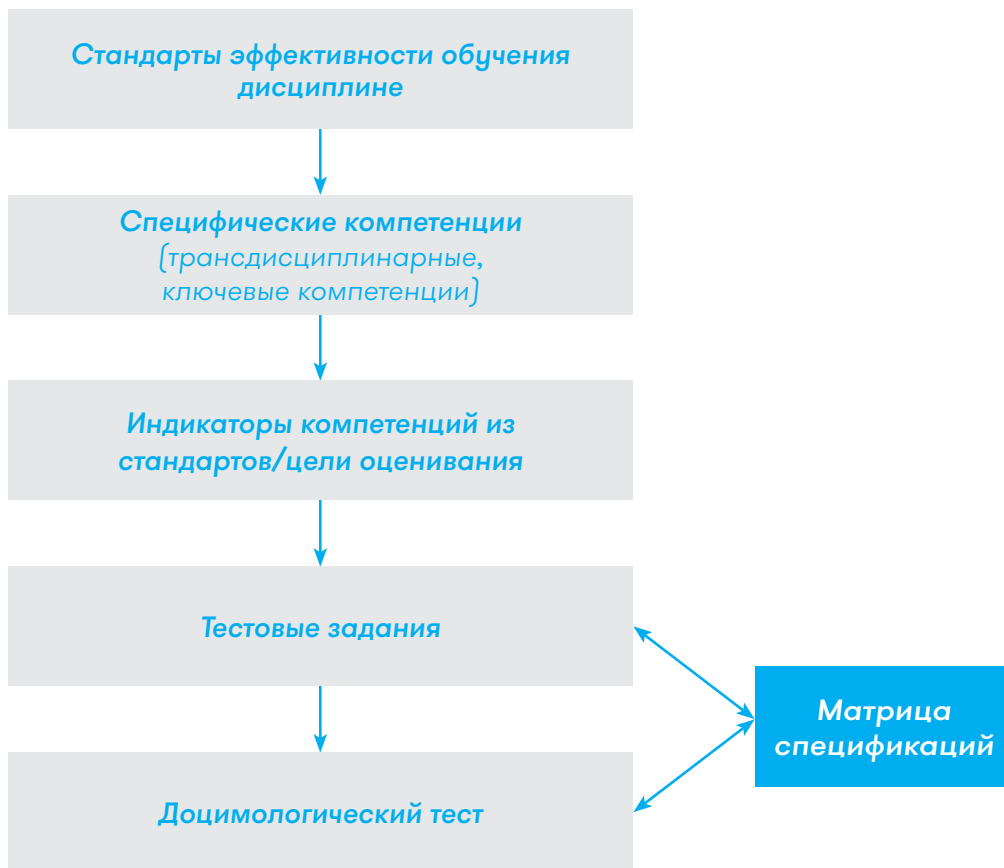 Стандарты эффективности обучения
дисциплине
Специфические компетенции
(трансдисциплинарные,
ключевые компетенции)
Индикаторы компетенций из
стандартов/цели оценивания
Тестовые задания
Матрица
спецификаций
Доцимологический тест